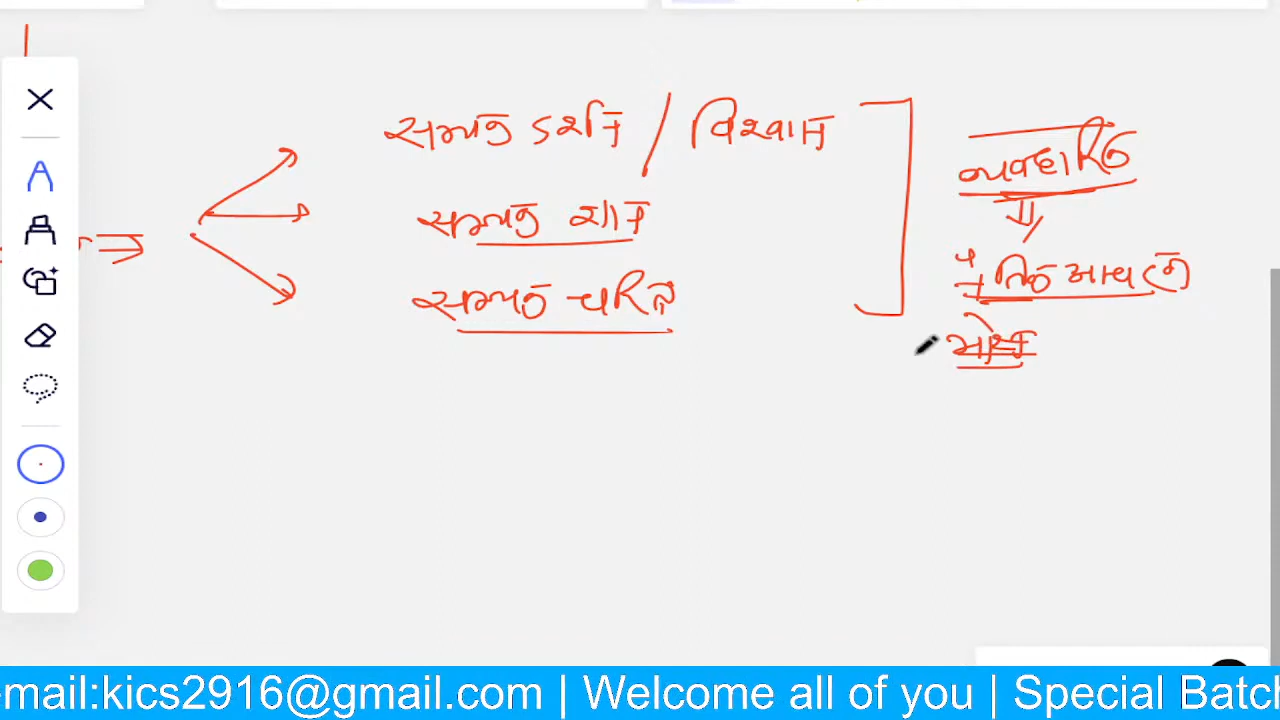 સમ્યક દર્શન / વિશ્વાસ
સમ્યક જ્ઞાન
સમ્યક ચરિત્ર
વ્યવહારિક
નૈતિક આચરણ
મોક્ષ
-mail:kics2916@gmail.com | Welcome all of you | Special Batch